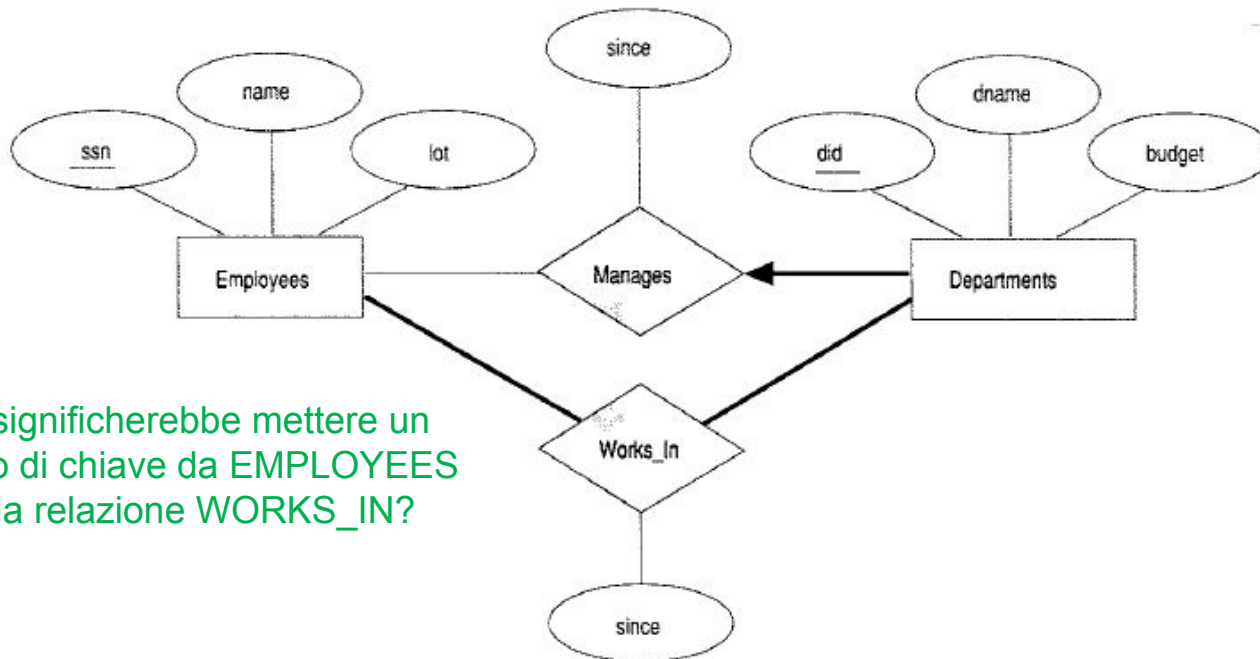 since
name
dname
ssn
lot
did
budget
Employees
Manages
Departments
significherebbe mettere un
di chiave da EMPLOYEES
la relazione WORKS_IN?
Works_In
since